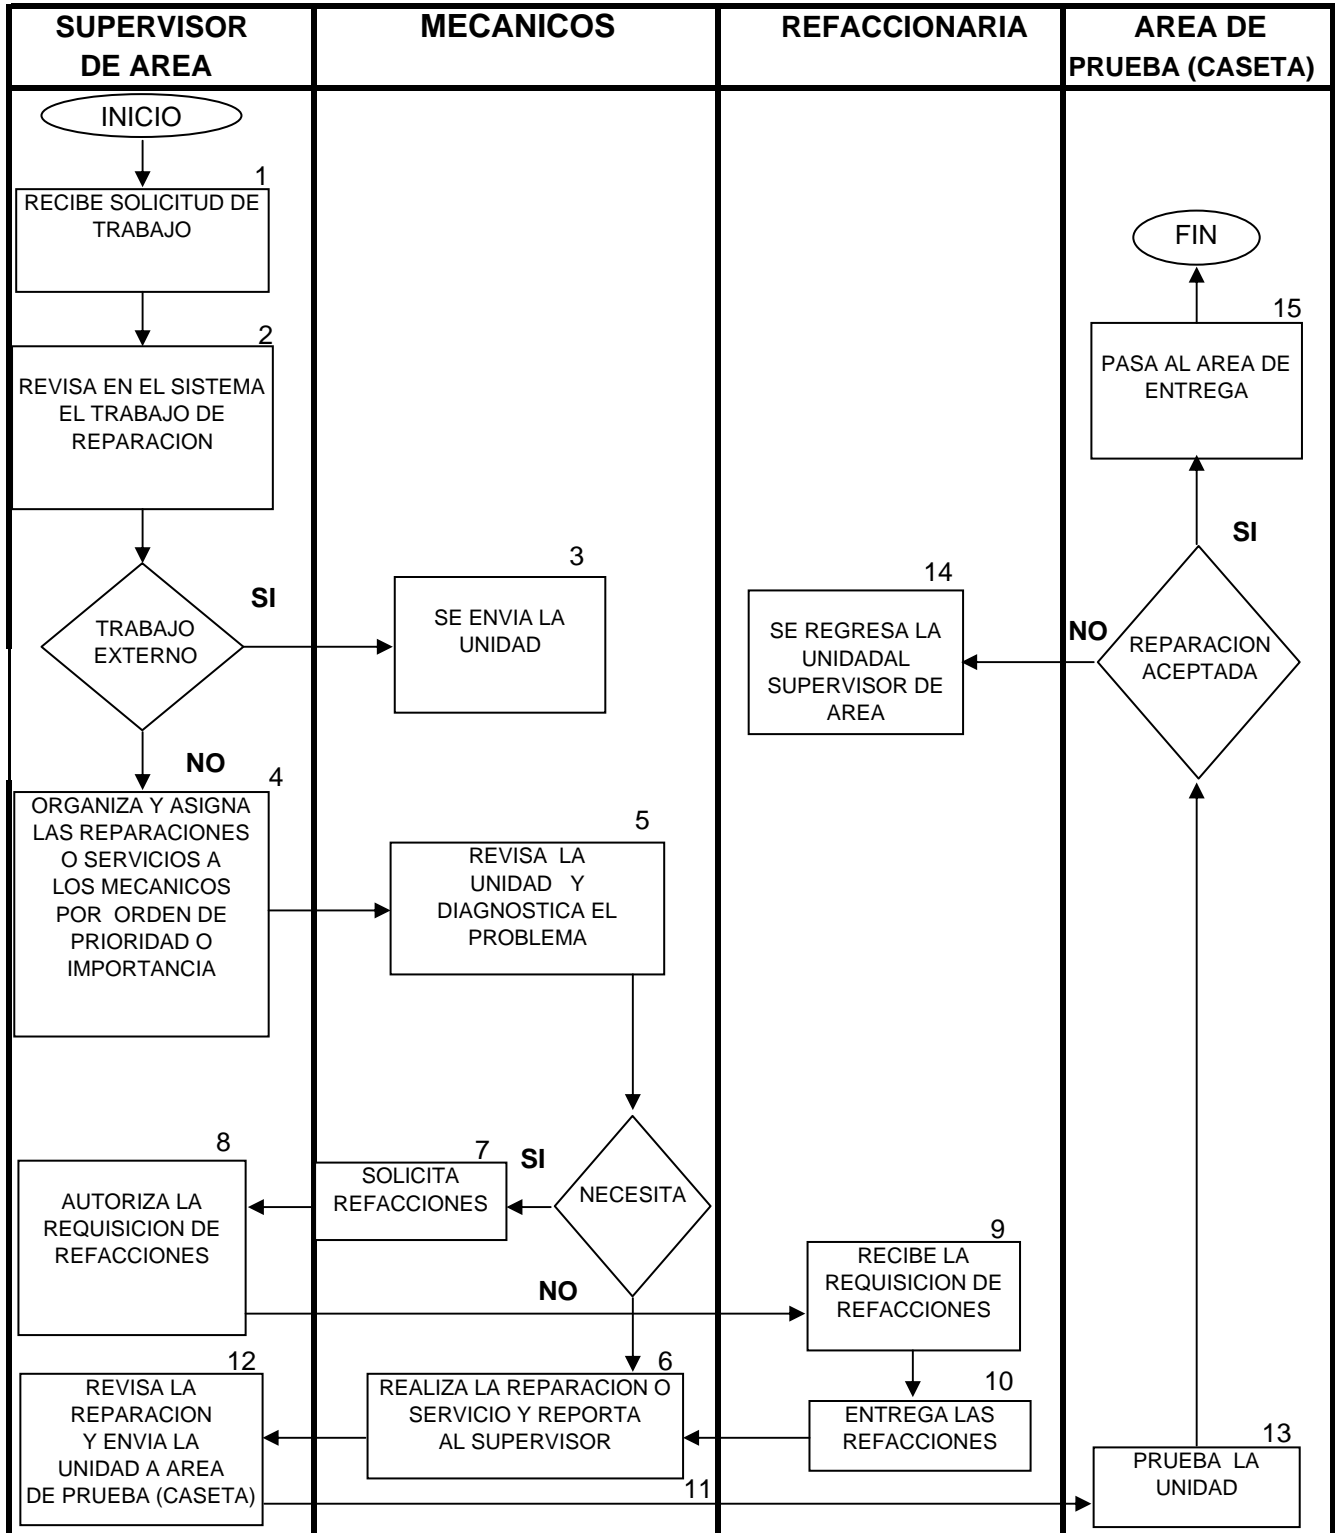 SUPERVISOR
DE AREA
MECANICOS
REFACCIONARIA
AREA DE
PRUEBA (CASETA)
INICIO
1
RECIBE SOLICITUD DE
TRABAJO
2
REVISA EN EL SISTEMA
EL TRABAJO DE
REPARACION
TRABAJO
EXTERNO
SI
3
SE ENVIA LA
UNIDAD
NO
4
ORGANIZA Y ASIGNA
LAS REPARACIONES
O SERVICIOS A
LOS MECANICOS
POR ORDEN DE
PRIORIDAD O
IMPORTANCIA
5
REVISA LA
UNIDAD Y
DIAGNOSTICA EL
PROBLEMA
NECESITA
SI
7
SOLICITA
REFACCIONES
8
AUTORIZA LA
REQUISICION DE
REFACCIONES
NO
9
RECIBE LA
REQUISICION DE
REFACCIONES
10
ENTREGA LAS
REFACCIONES
6
REALIZA LA REPARACION O
SERVICIO Y REPORTA
AL SUPERVISOR
11
12
REVISA LA
REPARACION
Y ENVIA LA
UNIDAD A AREA
DE PRUEBA (CASETA)
13
PRUEBA LA
UNIDAD
REPARACION
ACEPTADA
NO
14
SE REGRESA LA
UNIDADAL
SUPERVISOR DE
AREA
SI
15
PASA AL AREA DE
ENTREGA
FIN